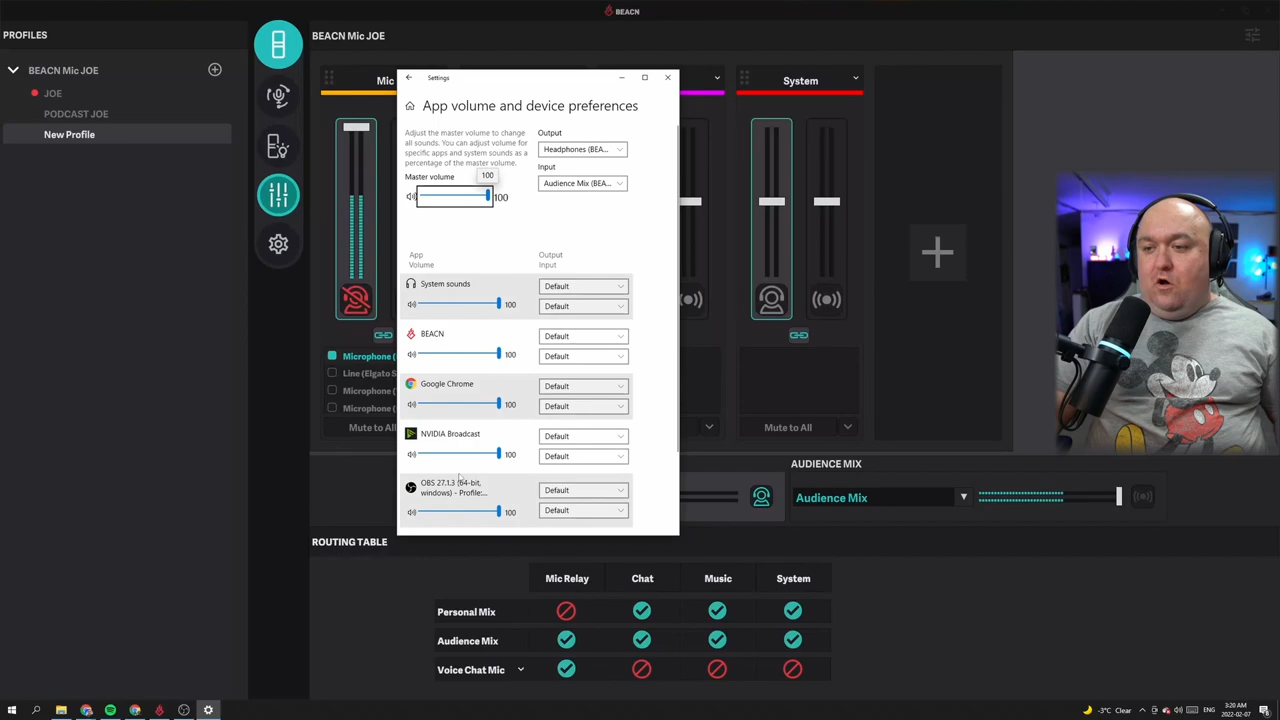 BEACN
PROFILES
BEACN Mic JOE
BEACN Mic JOE
JOE
PODCAST JOE
New Profile
Mic
System
Settings
App volume and device preferences
Adjust the master volume to change
all sounds. You can adjust volume for
specific apps and system sounds as a
percentage of the master volume.
Output
Headphones (BEA...
Input
Audience Mix (BEA...
Master volume
100
100
App
Volume
Output
Input
System sounds
Default
100
Default
BEACN
Default
100
Default
Google Chrome
Default
100
Default
NVIDIA Broadcast
Default
100
Default
OBS 27.1.3 (64-bit,
windows) - Profile:...
Default
100
Default
Microphone (
Line (Elgato S
Microphone (
Microphone (
Mute to All
Mute to All
AUDIENCE MIX
Audience Mix
ROUTING TABLE
Mic Relay Chat Music System
Personal Mix
Audience Mix
Voice Chat Mic
-3°C Clear
ENG
3:20 AM
2022-02-07